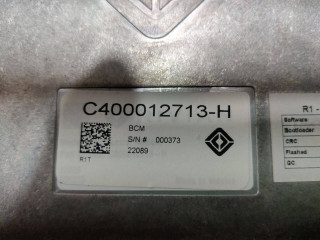 C400012713-H
BCM
S/N # 000373
22089
R17
R1 -
Software
Bootloader
CRC
Flashed
QC